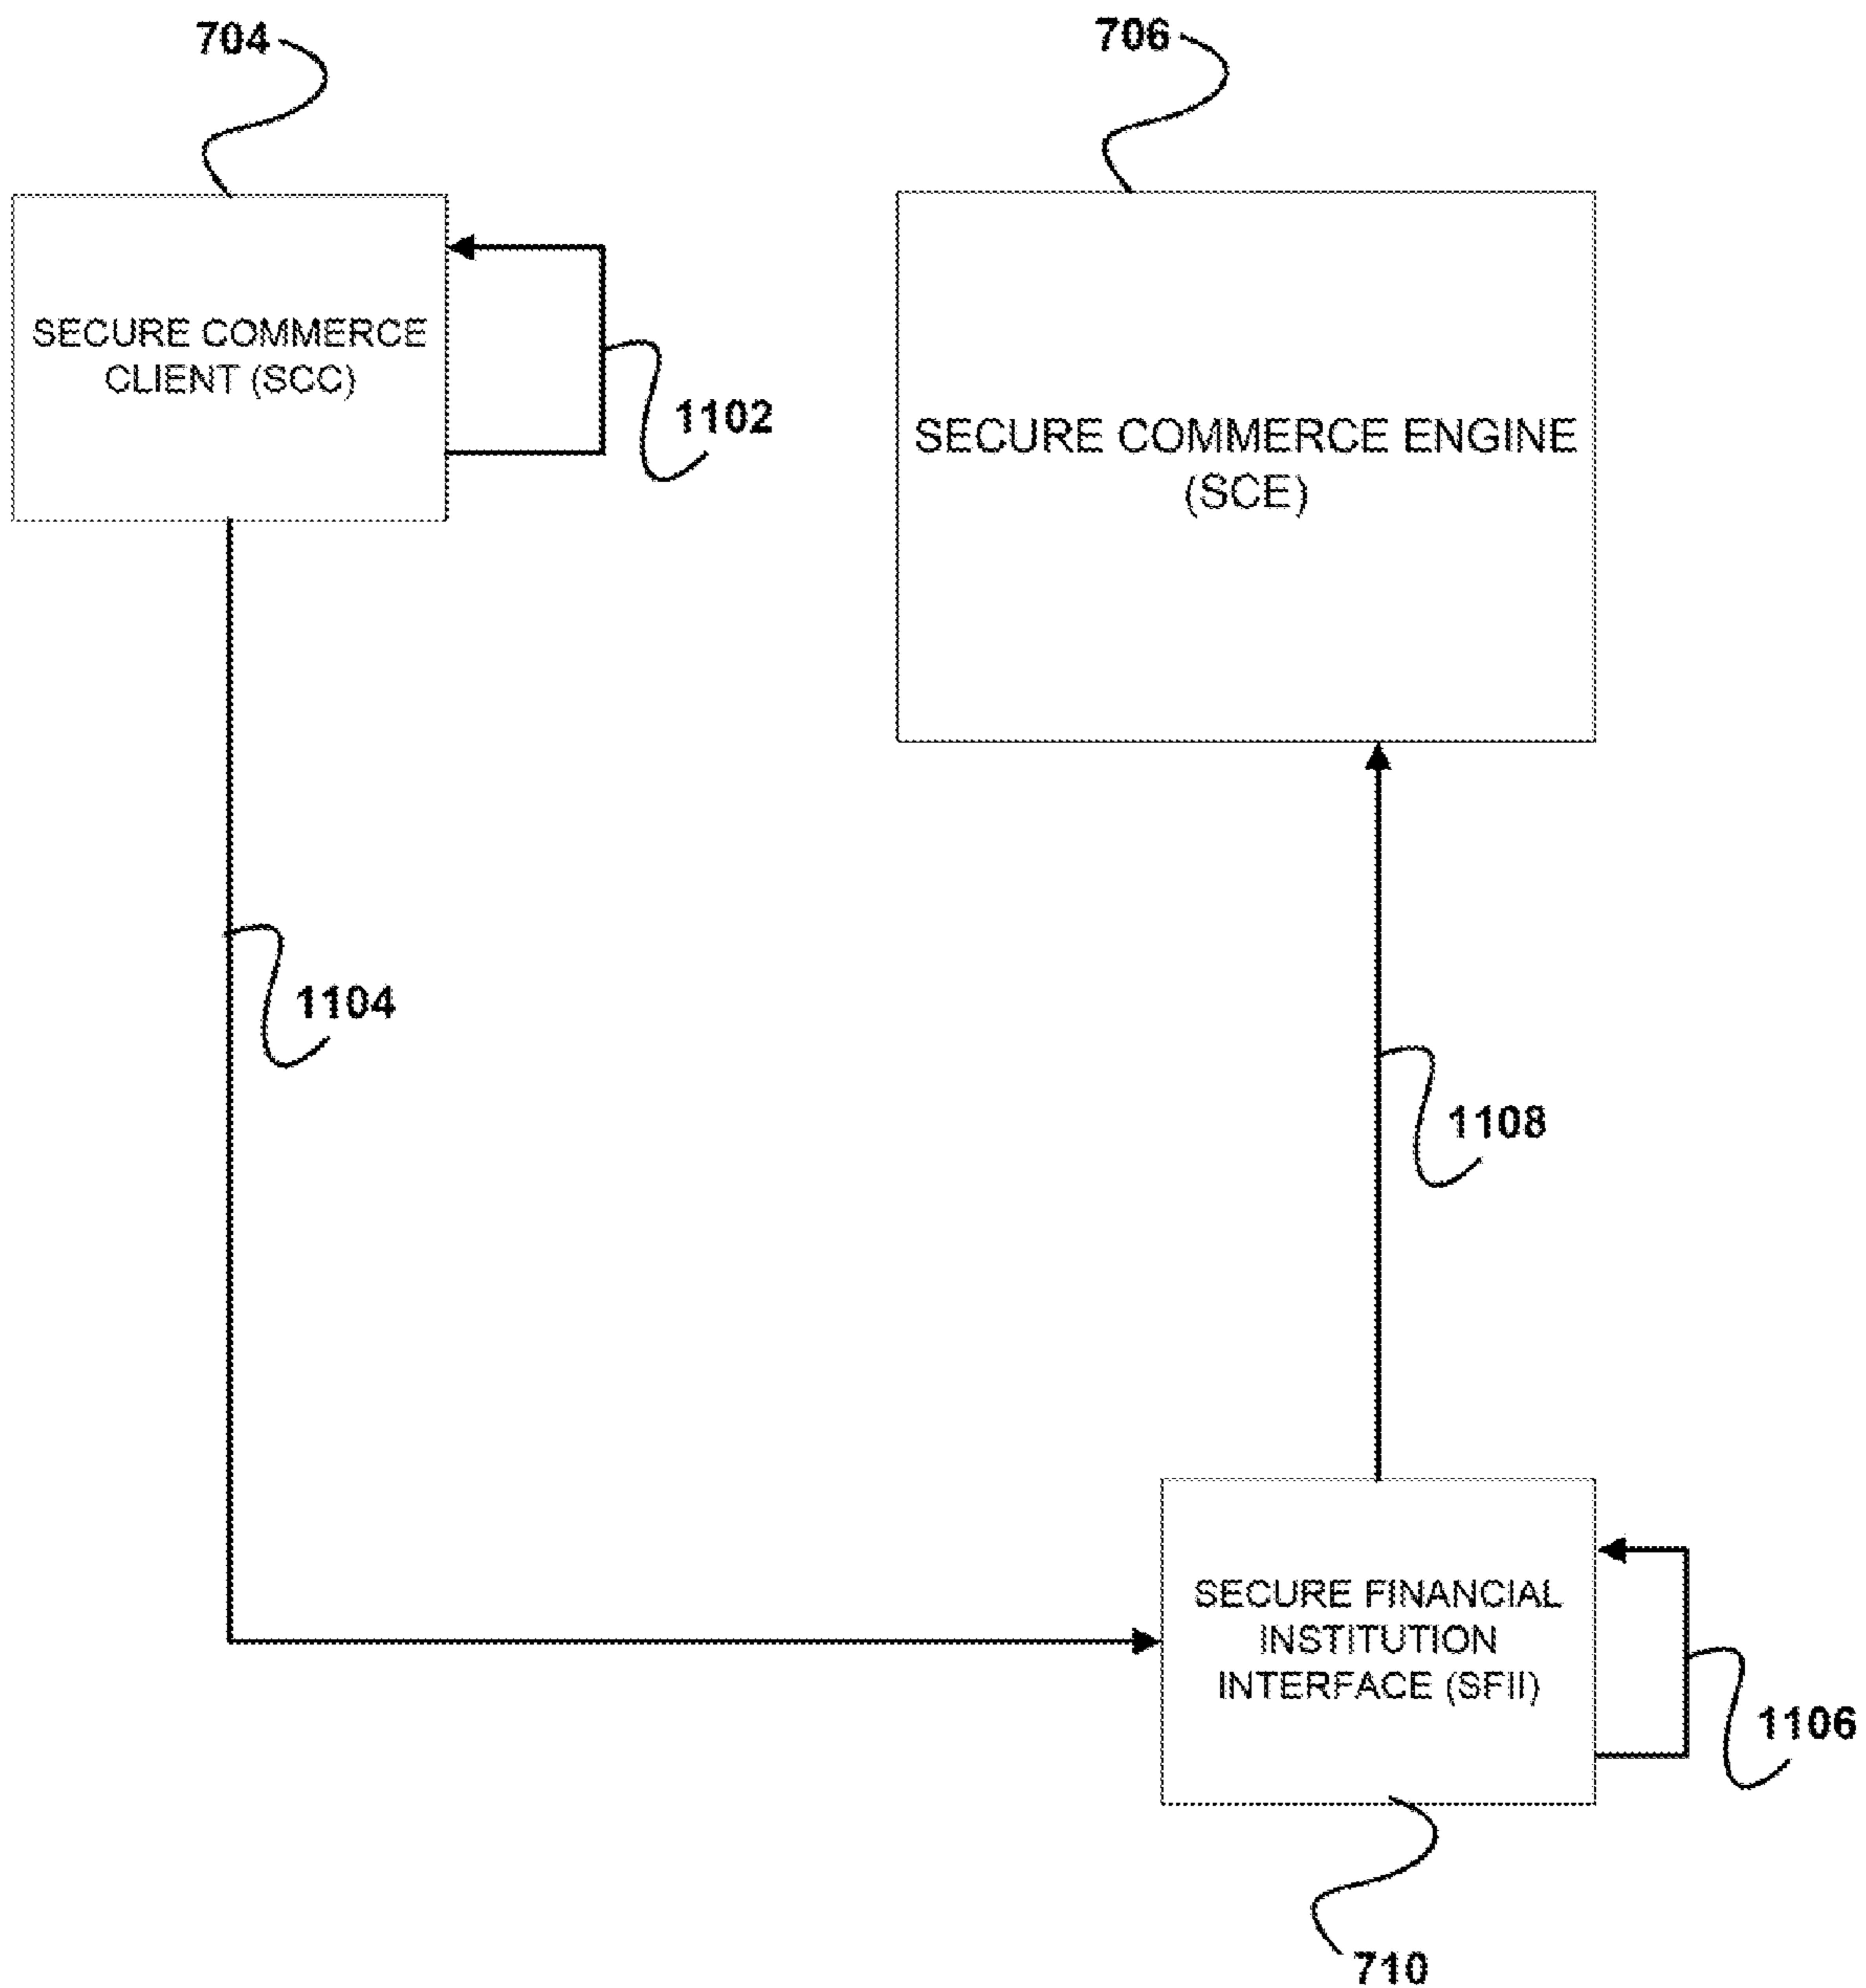 704
706
SECURE COMMERCE
CLIENT (SCC)
1102
SECURE COMMERCE ENGINE
(SCE)
1104
1108
SECURE FINANCIAL
INSTITUTION
INTERFACE (SFII)
1106
710